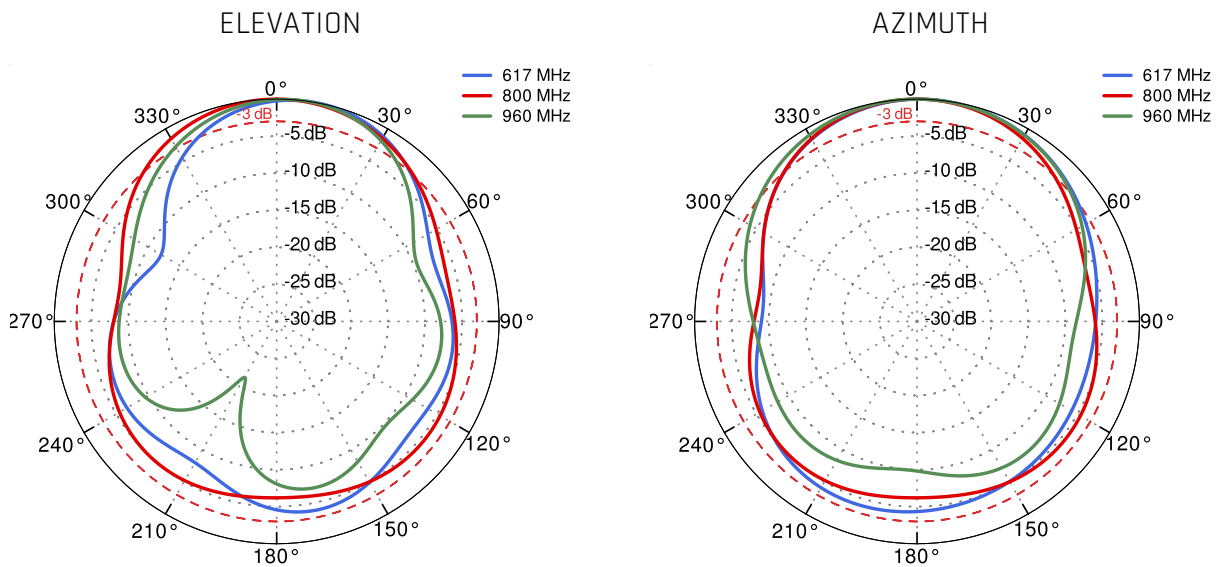 ELEVATION
617 MHz
800 MHz
960 MHz
0°
30°
60°
90°
120°
150°
180°
210°
240°
270°
300°
330°
-3 dB
-5 dB
-10 dB
-15 dB
-20 dB
-25 dB
-30 dB
AZIMUTH
617 MHz
800 MHz
960 MHz
0°
30°
60°
90°
120°
150°
180°
210°
240°
270°
300°
330°
-3 dB
-5 dB
-10 dB
-15 dB
-20 dB
-25 dB
-30 dB